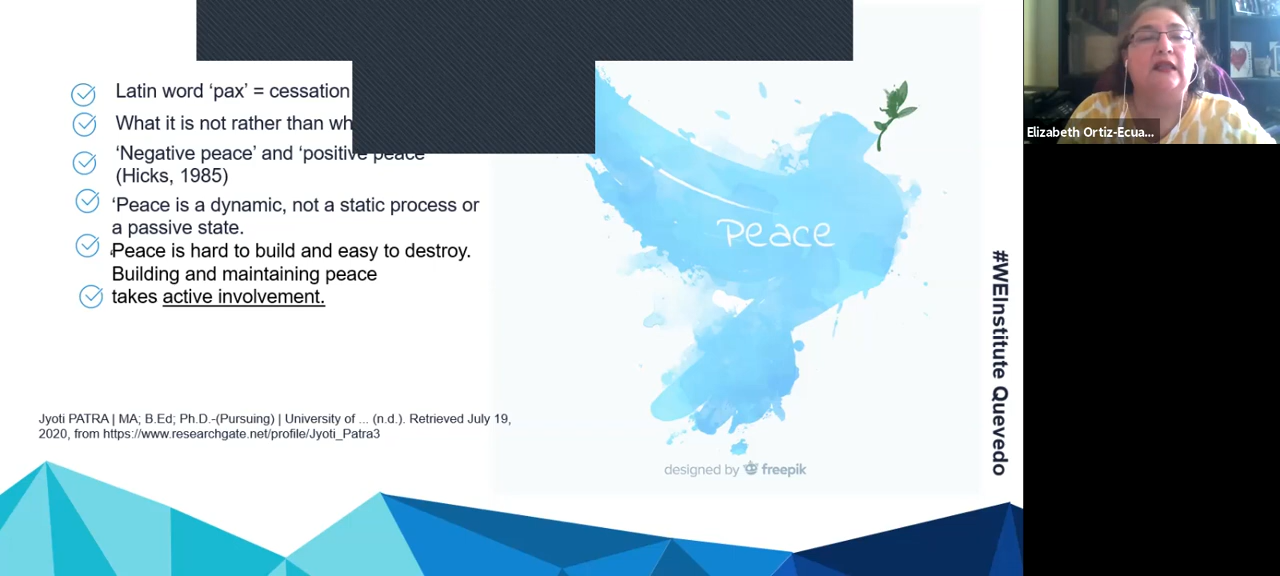 Latin word ‘pax’ = cessation
What it is not rather than
‘Negative peace’ and ‘positive peace
(Hicks, 1985)
‘Peace is a dynamic, not a static process or
a passive state.
Peace is hard to build and easy to destroy.
Building and maintaining peace
takes active involvement.
Peace
Jyoti PATRA | MA; B.Ed; Ph.D.-(Pursuing) | University of ... (n.d.). Retrieved July 19,
2020, from https://www.researchgate.net/profile/Jyoti_Patra3
designed by freepik
#WEInstitute Quevedo
Elizabeth Ortiz-Ecua...